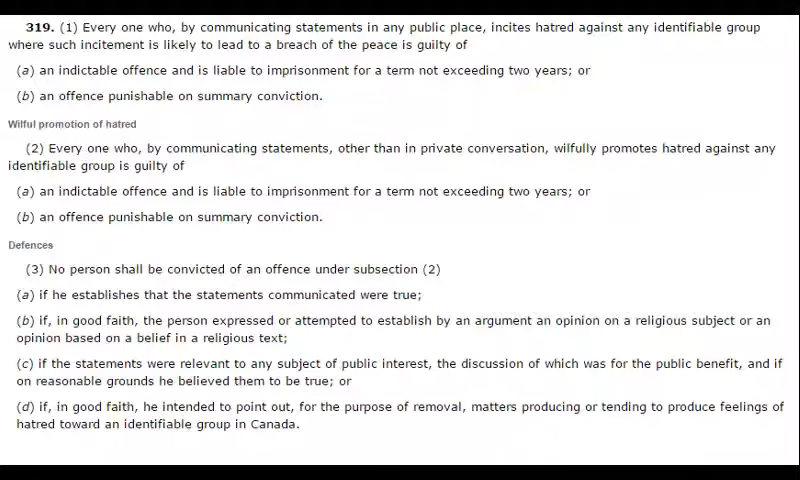 319. (1) Every one who, by communicating statements in any public place, incites hatred against any identifiable group
where such incitement is likely to lead to a breach of the peace is guilty of
(a) an indictable offence and is liable to imprisonment for a term not exceeding two years; or
(b) an offence punishable on summary conviction.
Wilful promotion of hatred
(2) Every one who, by communicating statements, other than in private conversation, wilfully promotes hatred against any
identifiable group is guilty of
(a) an indictable offence and is liable to imprisonment for a term not exceeding two years; or
(b) an offence punishable on summary conviction.
Defences
(3) No person shall be convicted of an offence under subsection (2)
(a) if he establishes that the statements communicated were true;
(b) if, in good faith, the person expressed or attempted to establish by an argument an opinion on a religious subject or an
opinion based on a belief in a religious text;
(c) if the statements were relevant to any subject of public interest, the discussion of which was for the public benefit, and if
on reasonable grounds he believed them to be true; or
(d) if, in good faith, he intended to point out, for the purpose of removal, matters producing or tending to produce feelings of
hatred toward an identifiable group in Canada.